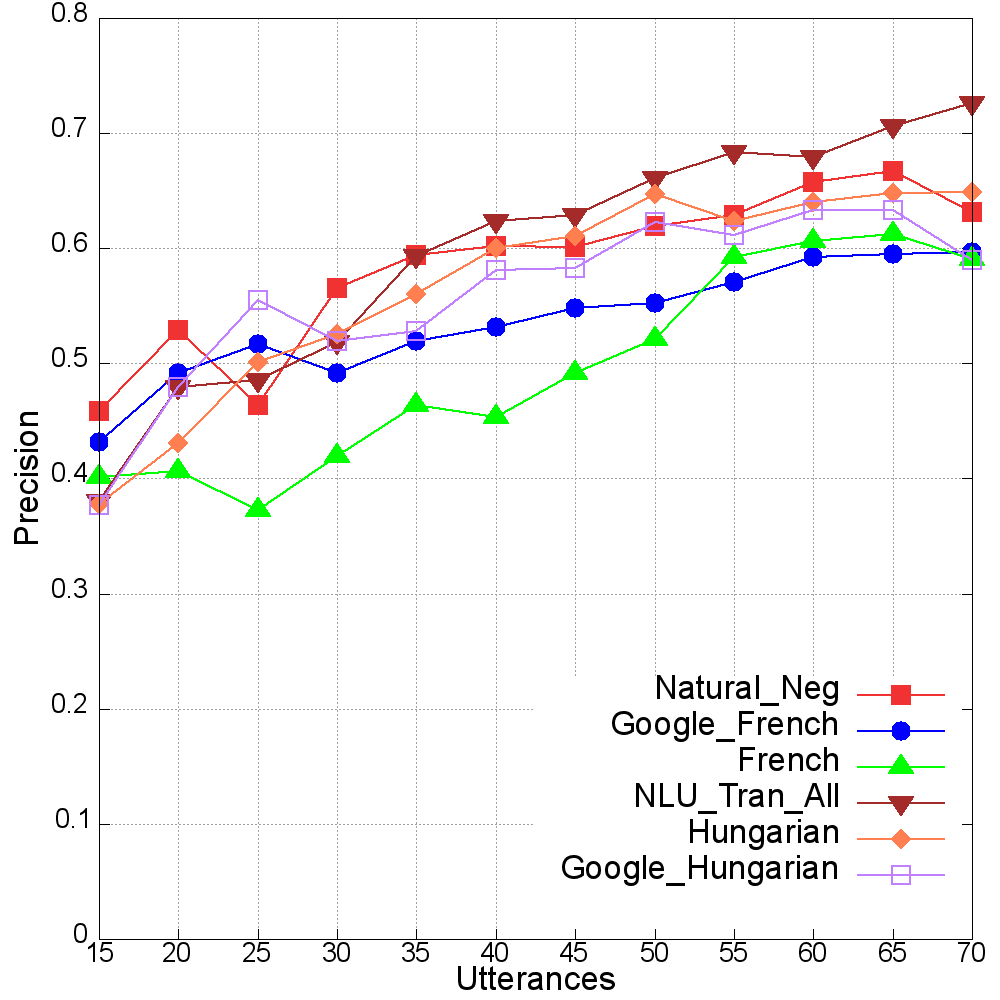 0.8
0.7
0.6
0.5
0.4
0.3
0.2
0.1
0
Precision
15 20 25 30 35 40 45 50 55 60 65 70
Utterances
Natural_Neg
Google_French
French
NLU_Tran_All
Hungarian
Google_Hungarian